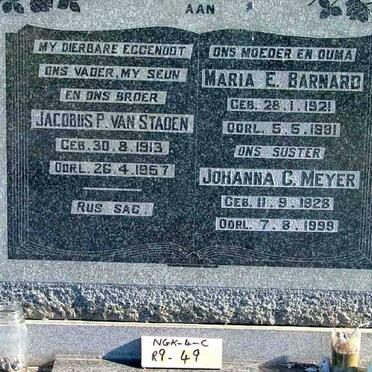 AAN
MY DIERBARE EGGENOOT
ONS VADER, MY SEUN
EN ONS BROER
JACOBUS P. VAN STADEN
GEB. 30.8.1913
OORL. 26.4.1957
RUS SAG.
ONS MOEDER EN OUMA
MARIA E. BARNARD
GEB. 28.1.1921
OORL. 5.5.1991
ONS SUSTER
JOHANNA C. MEYER
GEB. 11.9.1928
OORL. 7.8.1999
NGK-4-C
R9-49